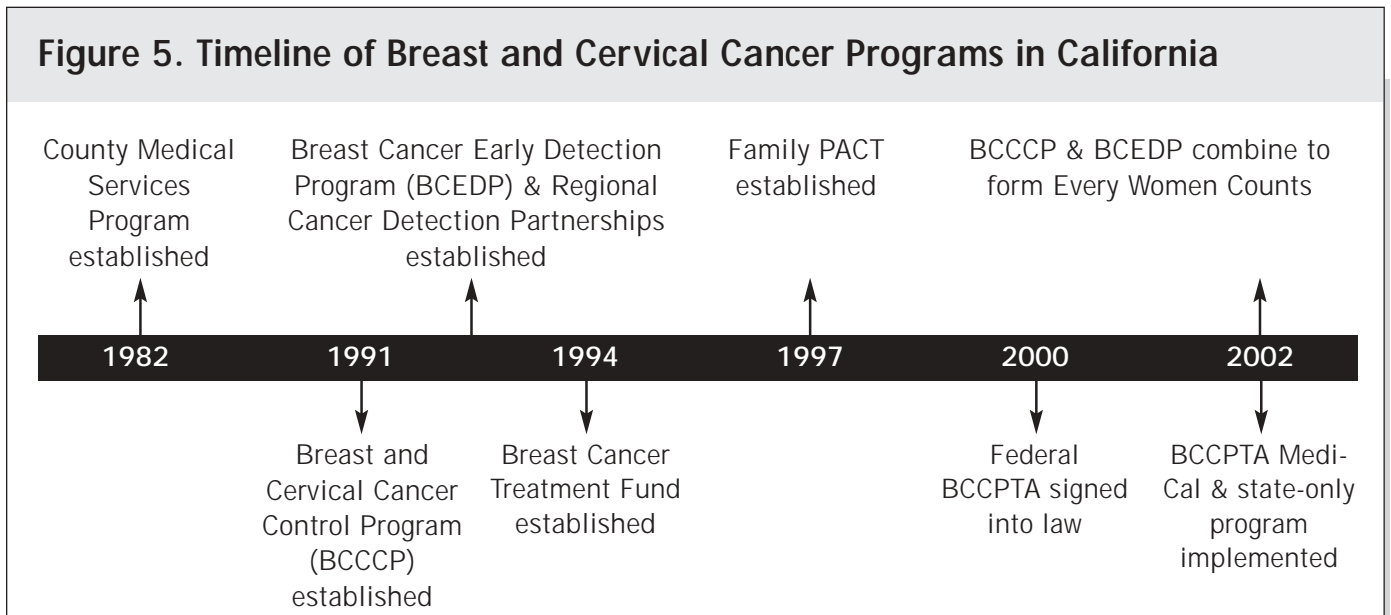 Figure 5. Timeline of Breast and Cervical Cancer Programs in California
County Medical
Services
Program
established
Breast Cancer Early Detection
Program (BCEDP) & Regional
Cancer Detection Partnerships
established
Family PACT
established
BCCCP & BCEDP combine to
form Every Women Counts
1982 1991 1994 1997 2000 2002
Breast and
Cervical Cancer
Control Program
(BCCCP)
established
Breast Cancer
Treatment Fund
established
Federal
BCCPTA signed
into law
BCCPTA Medi-
Cal & state-only
program
implemented